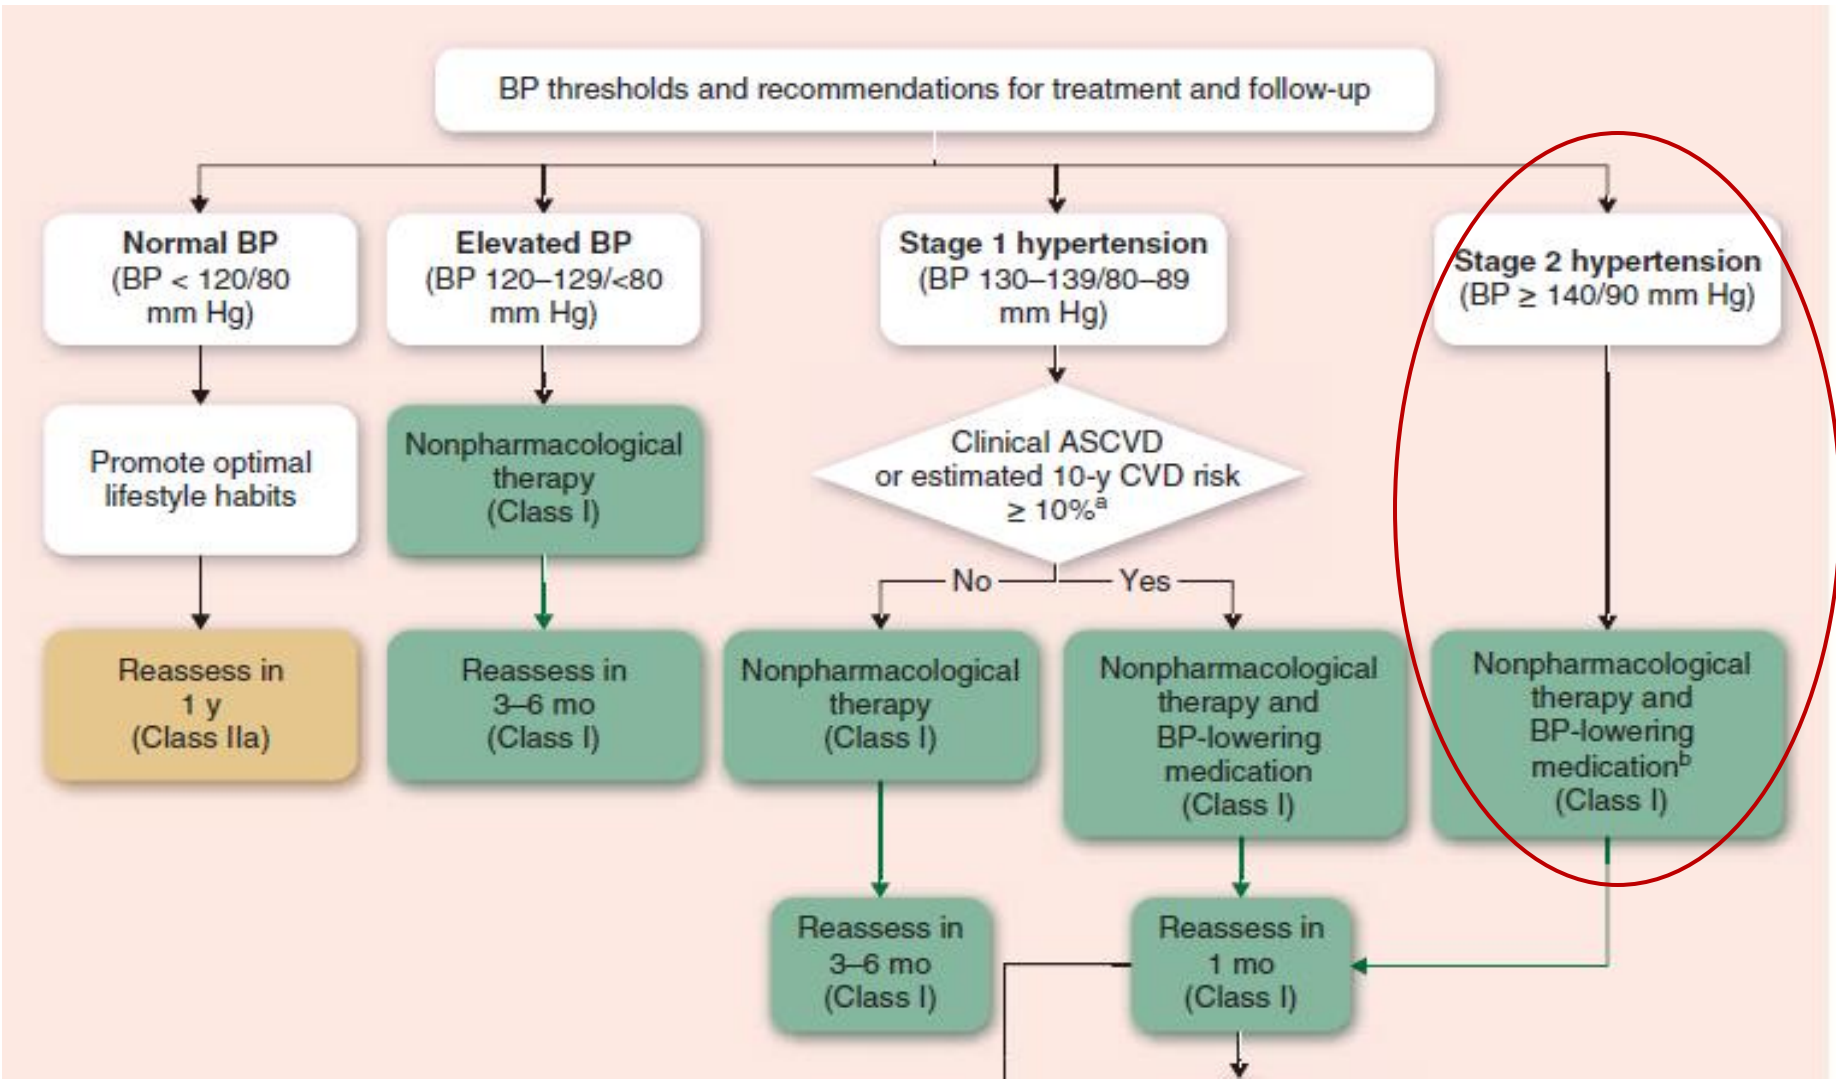 BP thresholds and recommendations for treatment and follow-up
Normal BP
(BP < 120/80
mm Hg)
Elevated BP
(BP 120–129/<80
mm Hg)
Stage 1 hypertension
(BP 130–139/80–89
mm Hg)
Stage 2 hypertension
(BP ≥ 140/90 mm Hg)
Promote optimal
lifestyle habits
Nonpharmacological
therapy
(Class I)
Clinical ASCVD
or estimated 10-y CVD risk
≥ 10%ᵃ
No
Yes
Reassess in
1 y
(Class IIa)
Reassess in
3–6 mo
(Class I)
Nonpharmacological
therapy
(Class I)
Nonpharmacological
therapy and
BP-lowering
medication
(Class I)
Nonpharmacological
therapy and
BP-lowering
medicationᵇ
(Class I)
Reassess in
3–6 mo
(Class I)
Reassess in
1 mo
(Class I)